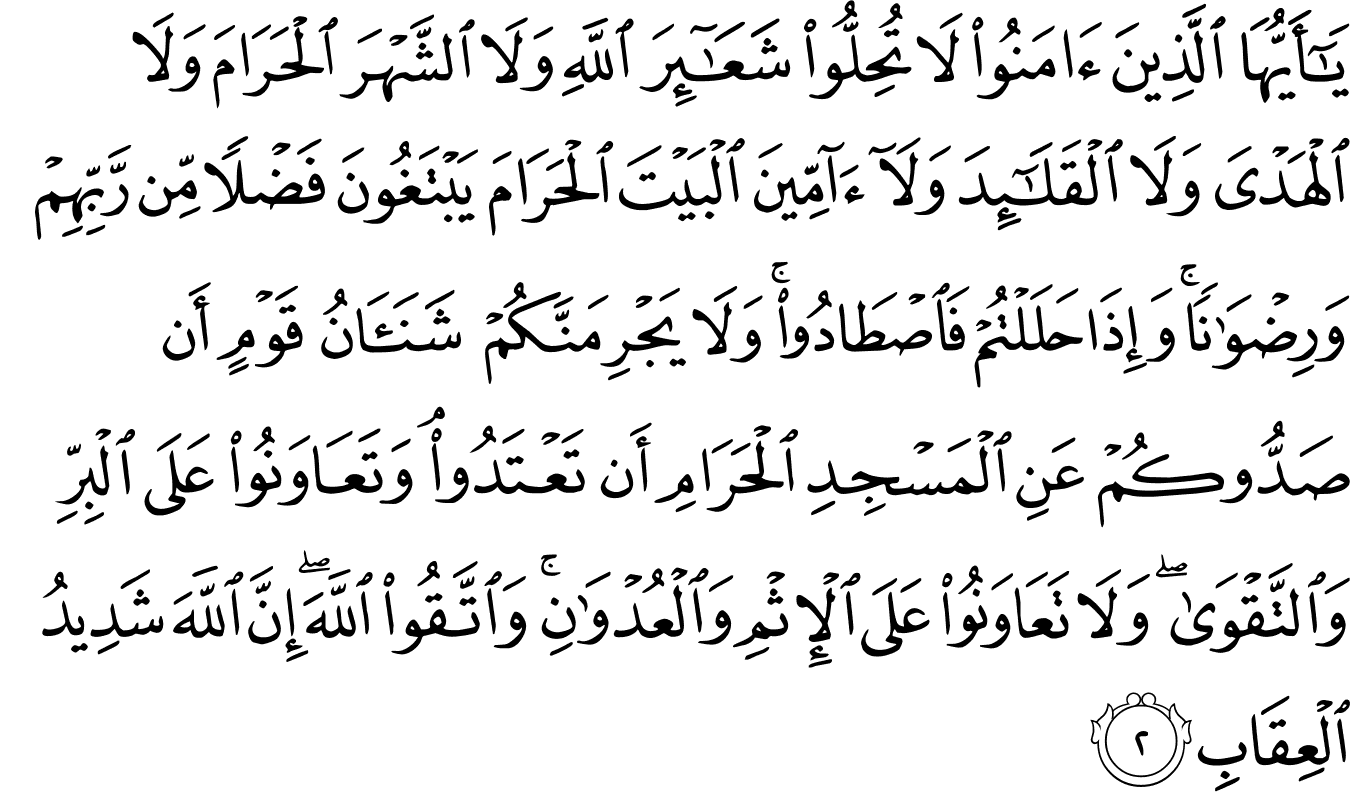 يَـٰٓأَيُّهَا ٱلَّذِينَ ءَامَنُوا۟ لَا تُحِلُّوا۟ شَعَـٰٓئِرَ ٱللَّهِ وَلَا ٱلشَّهْرَ ٱلْحَرَامَ وَلَا
ٱلْهَدْىَ وَلَا ٱلْقَلَـٰٓئِدَ وَلَآ ءَآمِّينَ ٱلْبَيْتَ ٱلْحَرَامَ يَبْتَغُونَ فَضْلًا مِّن رَّبِّهِمْ
وَرِضْوَٰنًا ۚ وَإِذَا حَلَلْتُمْ فَٱصْطَادُوا۟ ۚ وَلَا يَجْرِمَنَّكُمْ شَنَـَٔانُ قَوْمٍ أَن
صَدُّوكُمْ عَنِ ٱلْمَسْجِدِ ٱلْحَرَامِ أَن تَعْتَدُوا۟ ۘ وَتَعَاوَنُوا۟ عَلَى ٱلْبِرِّ
وَٱلتَّقْوَىٰ ۖ وَلَا تَعَاوَنُوا۟ عَلَى ٱلْإِثْمِ وَٱلْعُدْوَٰنِ ۚ وَٱتَّقُوا۟ ٱللَّهَ ۖ إِنَّ ٱللَّهَ شَدِيدُ
ٱلْعِقَابِ ٢